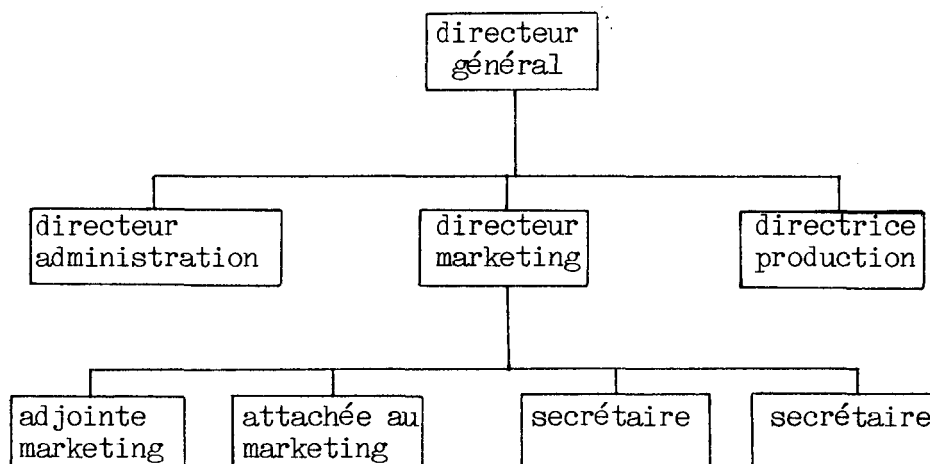 directeur
général
directeur
administration
directeur
marketing
directrice
production
adjointe
marketing
attachée au
marketing
secrétaire
secrétaire